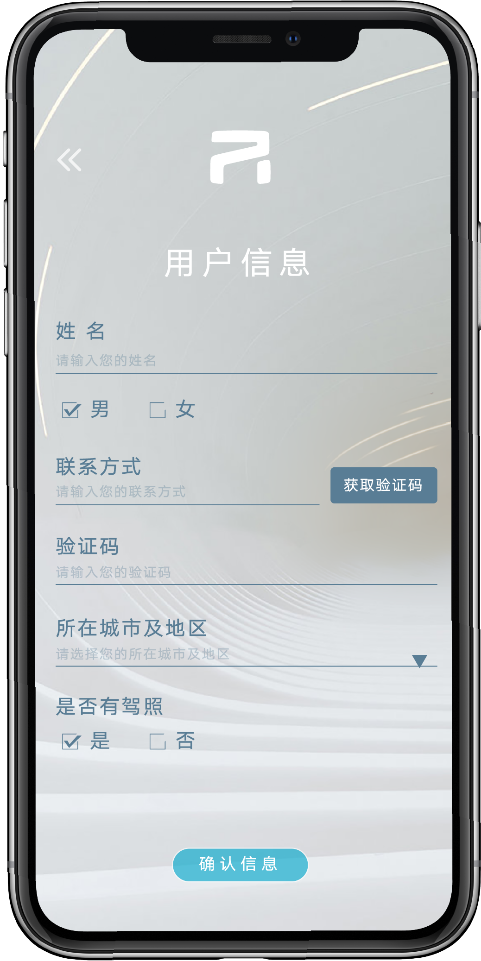 用户信息
姓 名
请输入您的姓名
男 女
联系方式
请输入您的联系方式
获取验证码
验证码
请输入您的验证码
所在城市及地区
请选择您的所在城市及地区
是否有驾照
是 否
确认信息